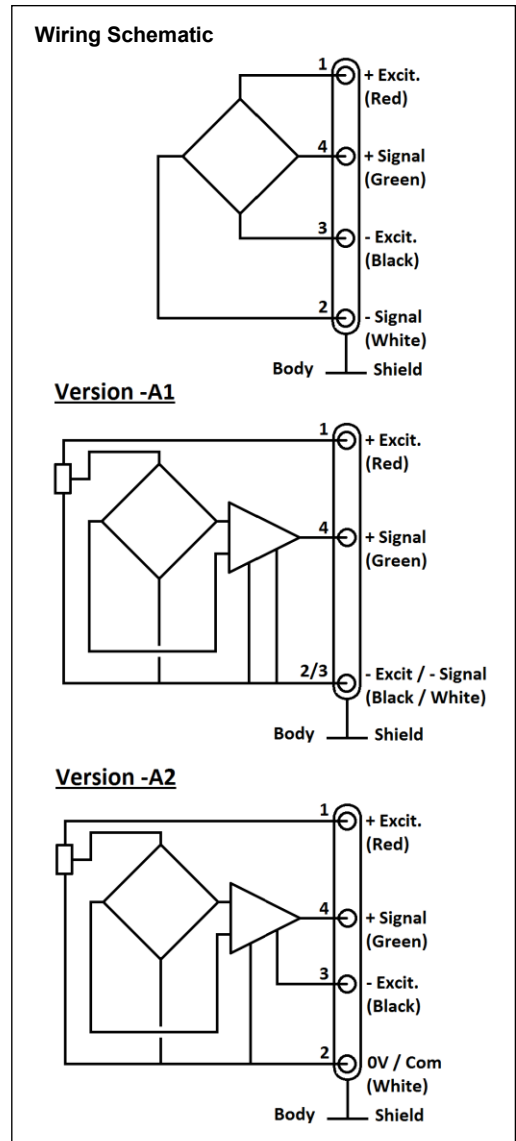 Wiring Schematic
1
+ Excit.
(Red)
4
+ Signal
(Green)
3
- Excit.
(Black)
2
- Signal
(White)
Body
Shield
Version -A1
1
+ Excit.
(Red)
4
+ Signal
(Green)
2/3
- Excit / - Signal
(Black / White)
Body
Shield
Version -A2
1
+ Excit.
(Red)
4
+ Signal
(Green)
3
- Excit.
(Black)
2
0V / Com
(White)
Body
Shield